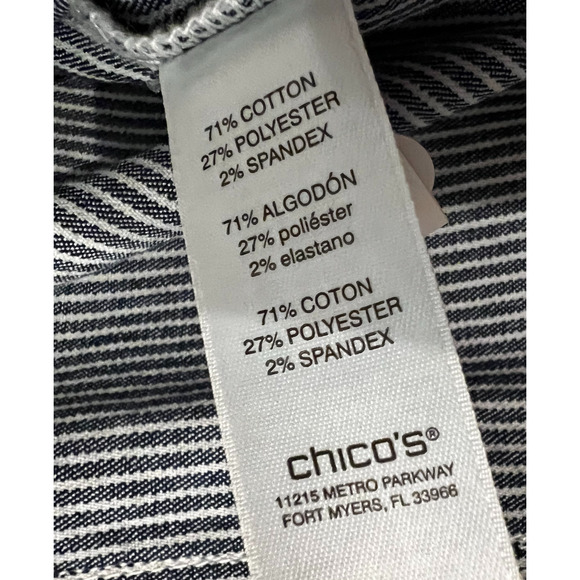 71% COTTON
27% POLYESTER
2% SPANDEX
71% ALGODÓN
27% poliéster
2% elastano
71% COTON
27% POLYESTER
2% SPANDEX
chico's®
11215 METRO PARKWAY
FORT MYERS, FL 33966